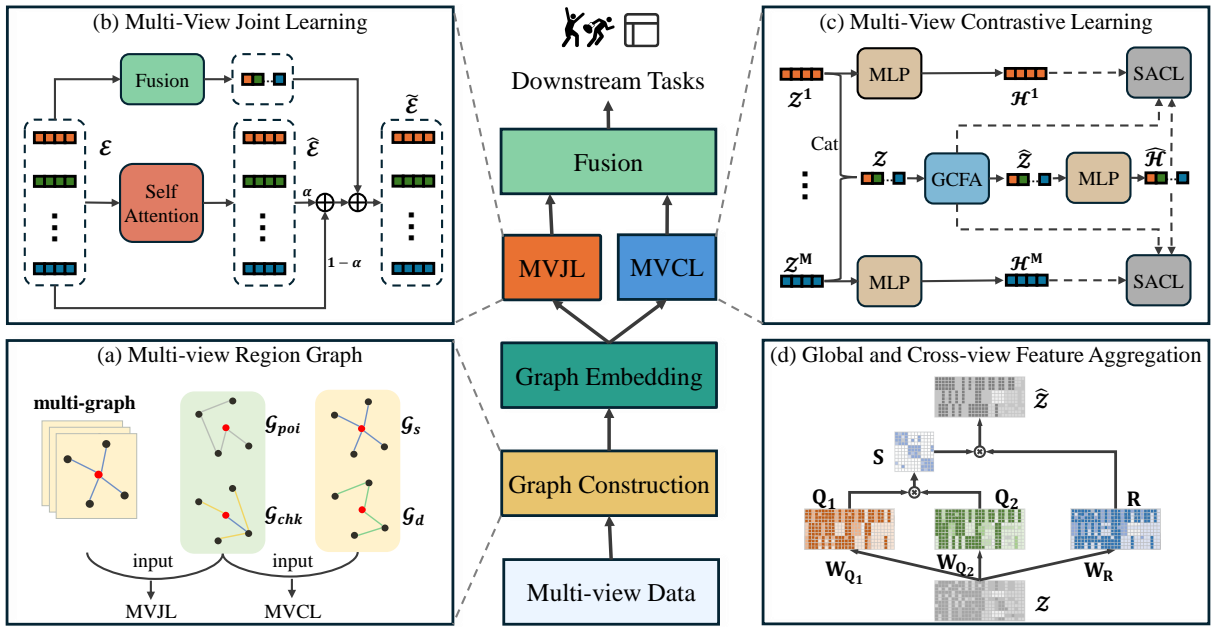 (b) Multi-View Joint Learning
Fusion
ℰ
Self
Attention
ℰ̂
α
1 − α
ℰ̃
Downstream Tasks
Fusion
MVJL
MVCL
Graph Embedding
Graph Construction
Multi-view Data
(c) Multi-View Contrastive Learning
𝒵¹
MLP
ℋ¹
SACL
Cat
𝒵
GCFA
𝒵̂
MLP
ℋ̂
𝒵ᴹ
MLP
ℋᴹ
SACL
(a) Multi-view Region Graph
multi-graph
𝒢poi
𝒢s
𝒢chk
𝒢d
input
input
MVJL
MVCL
(d) Global and Cross-view Feature Aggregation
𝒵̂
S
Q₁
Q₂
R
W_Q₁
W_Q₂
W_R
𝒵